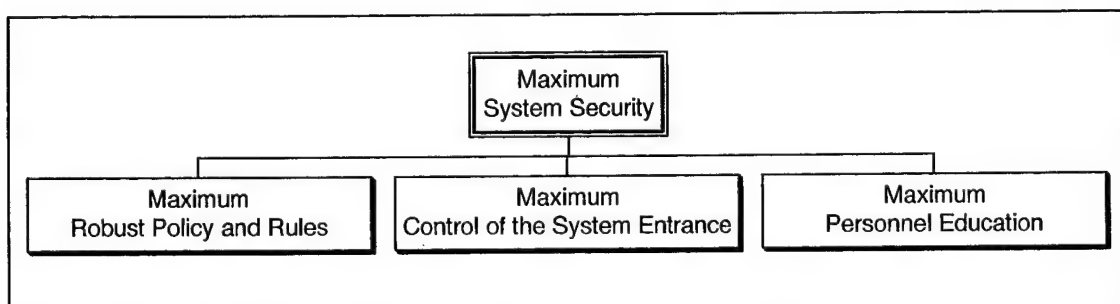 Maximum
System Security
Maximum
Robust Policy and Rules
Maximum
Control of the System Entrance
Maximum
Personnel Education